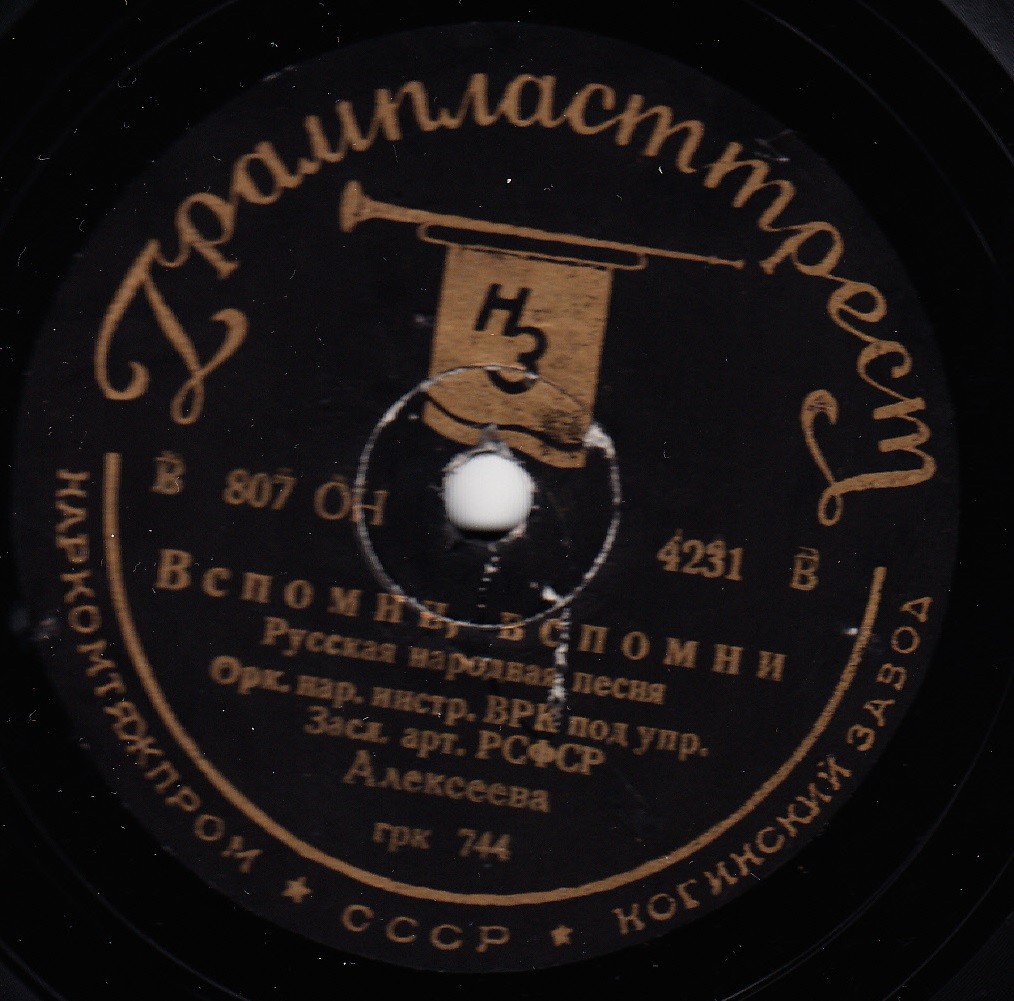 Грампласттрест
НЗ
В 807 ОН
4231 В
Вспомни, вспомни
Русская народная песня
Орк. нар. инстр. ВРК под упр.
Засл. арт. РСФСР
Алексеева
грк 744
НАРКОМТЯЖПРОМ ★ СССР ★ НОГИНСКИЙ ЗАВОД